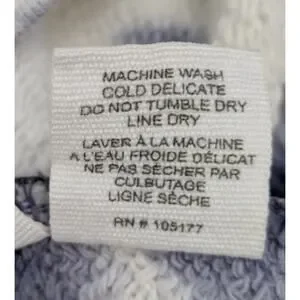 MACHINE WASH
COLD DELICATE
DO NOT TUMBLE DRY
LINE DRY
LAVER À LA MACHINE
A L'EAU FROIDE DÉLICAT
NE PAS SÉCHER PAR
CULBUTAGE
LIGNE SÈCHE
RN # 105177